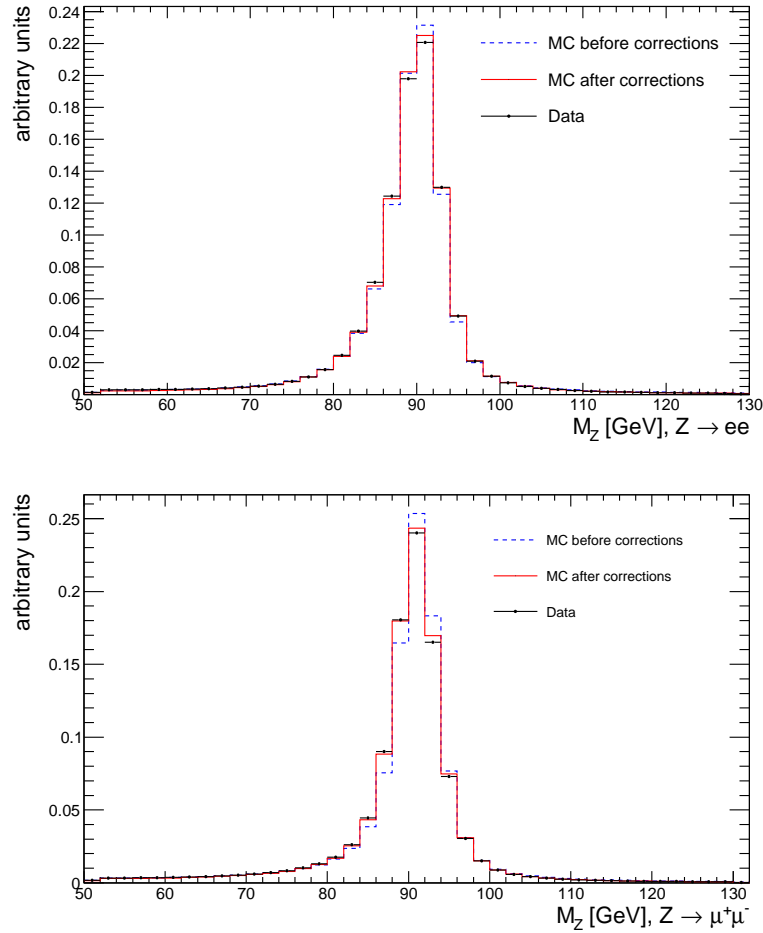 arbitrary units
0.24
0.22
0.2
0.18
0.16
0.14
0.12
0.1
0.08
0.06
0.04
0.02
0
MC before corrections
MC after corrections
Data
50 60 70 80 90 100 110 120 130
M_Z [GeV], Z → ee
arbitrary units
0.25
0.2
0.15
0.1
0.05
0
MC before corrections
MC after corrections
Data
50 60 70 80 90 100 110 120 130
M_Z [GeV], Z → μ⁺μ⁻